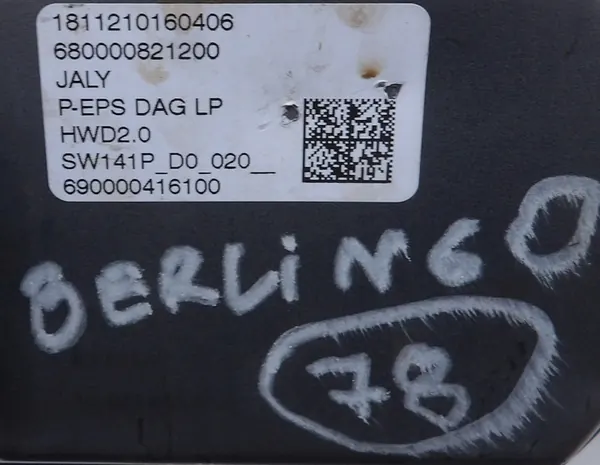 1811210160406
680000821200
JALY
P-EPS DAG LP
HWD2.0
SW141P_D0_020__
690000416100
BERLiNGO
78